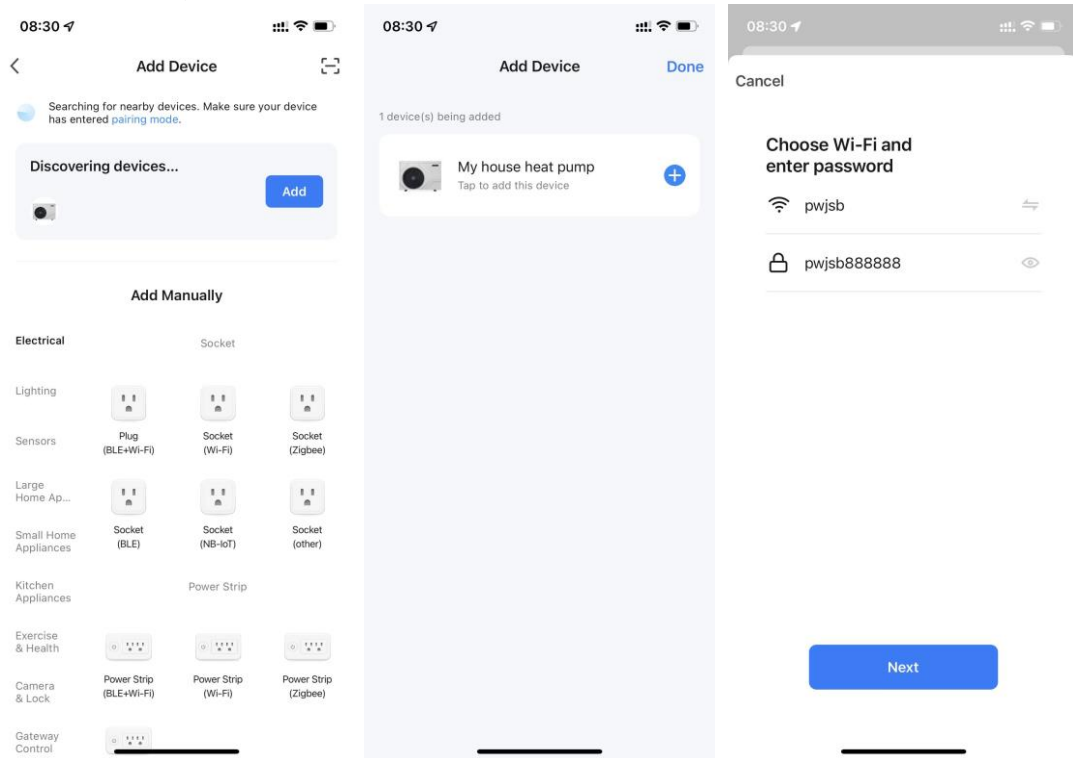 08:30
Add Device
Searching for nearby devices. Make sure your device
has entered pairing mode.
Discovering devices...
Add
Add Manually
Electrical
Socket
Lighting
Plug
(BLE+Wi-Fi)
Socket
(Wi-Fi)
Socket
(Zigbee)
Sensors
Large
Home Ap...
Socket
(BLE)
Socket
(NB-IoT)
Socket
(other)
Small Home
Appliances
Kitchen
Appliances
Power Strip
Exercise
& Health
Power Strip
(BLE+Wi-Fi)
Power Strip
(Wi-Fi)
Power Strip
(Zigbee)
Camera
& Lock
Gateway
Control
08:30
Add Device
Done
1 device(s) being added
My house heat pump
Tap to add this device
08:30
Cancel
Choose Wi-Fi and
enter password
pwjsb
pwjsb888888
Next